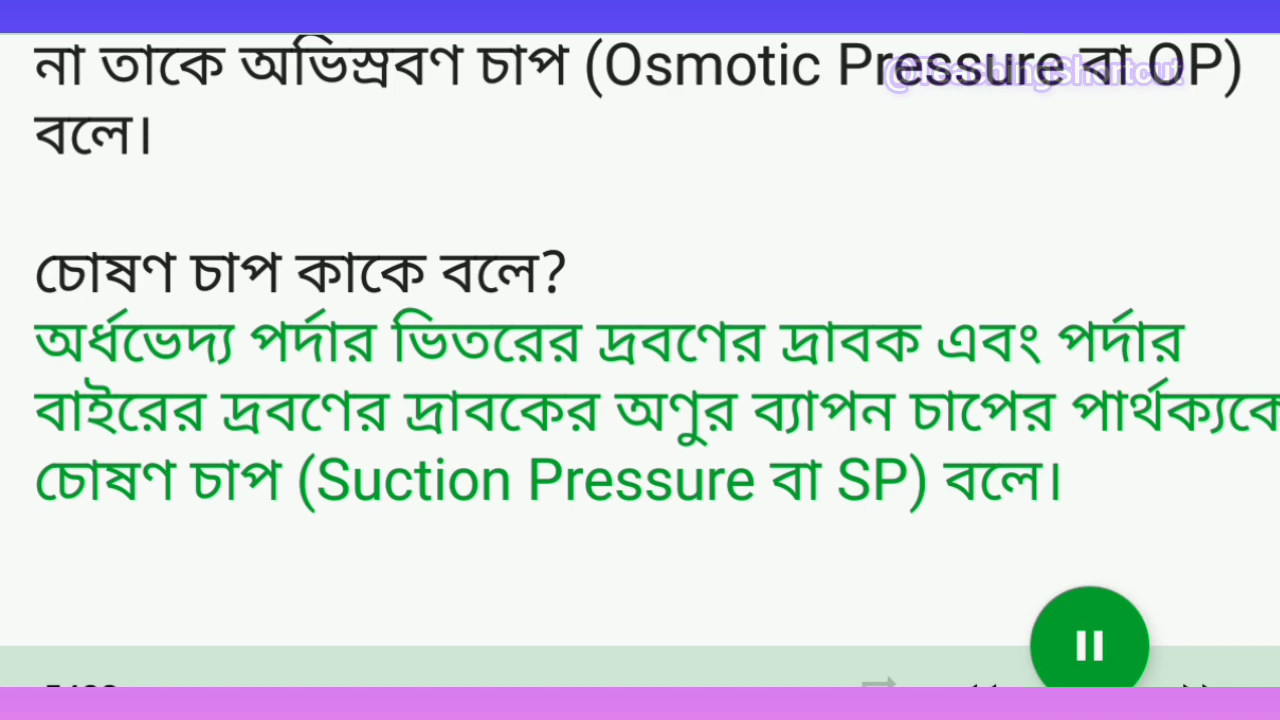 না তাকে অভিস্রবণ চাপ (Osmotic Pressure বা OP)
বলে।
চোষণ চাপ কাকে বলে?
অর্ধভেদ্য পর্দার ভিতরের দ্রবণের দ্রাবক এবং পর্দার
বাইরের দ্রবণের দ্রাবকের অণুর ব্যাপন চাপের পার্থক্যকে
চোষণ চাপ (Suction Pressure বা SP) বলে।